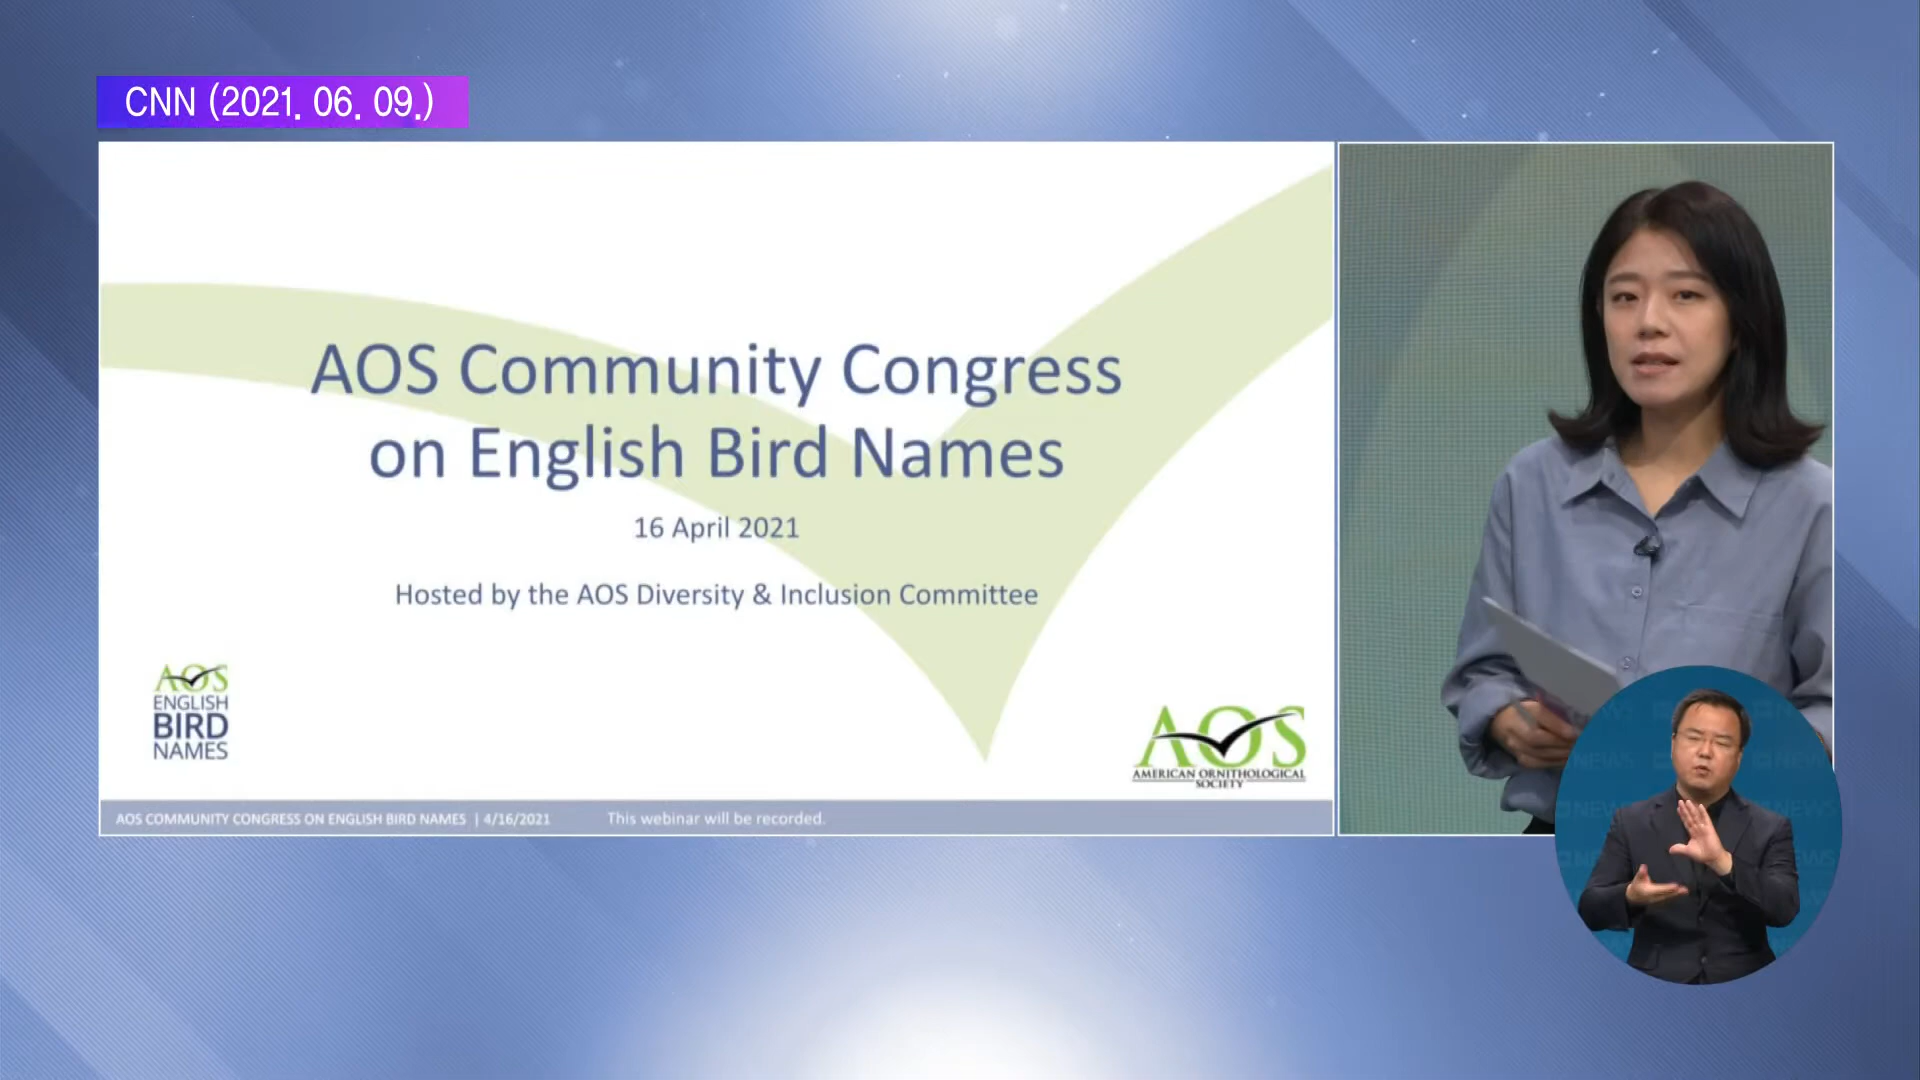 CNN (2021. 06. 09.)
AOS Community Congress
on English Bird Names
16 April 2021
Hosted by the AOS Diversity & Inclusion Committee
AOS
ENGLISH
BIRD
NAMES
AOS
AMERICAN ORNITHOLOGICAL
SOCIETY
AOS COMMUNITY CONGRESS ON ENGLISH BIRD NAMES | 4/16/2021
This webinar will be recorded.
NEWS
NEWS